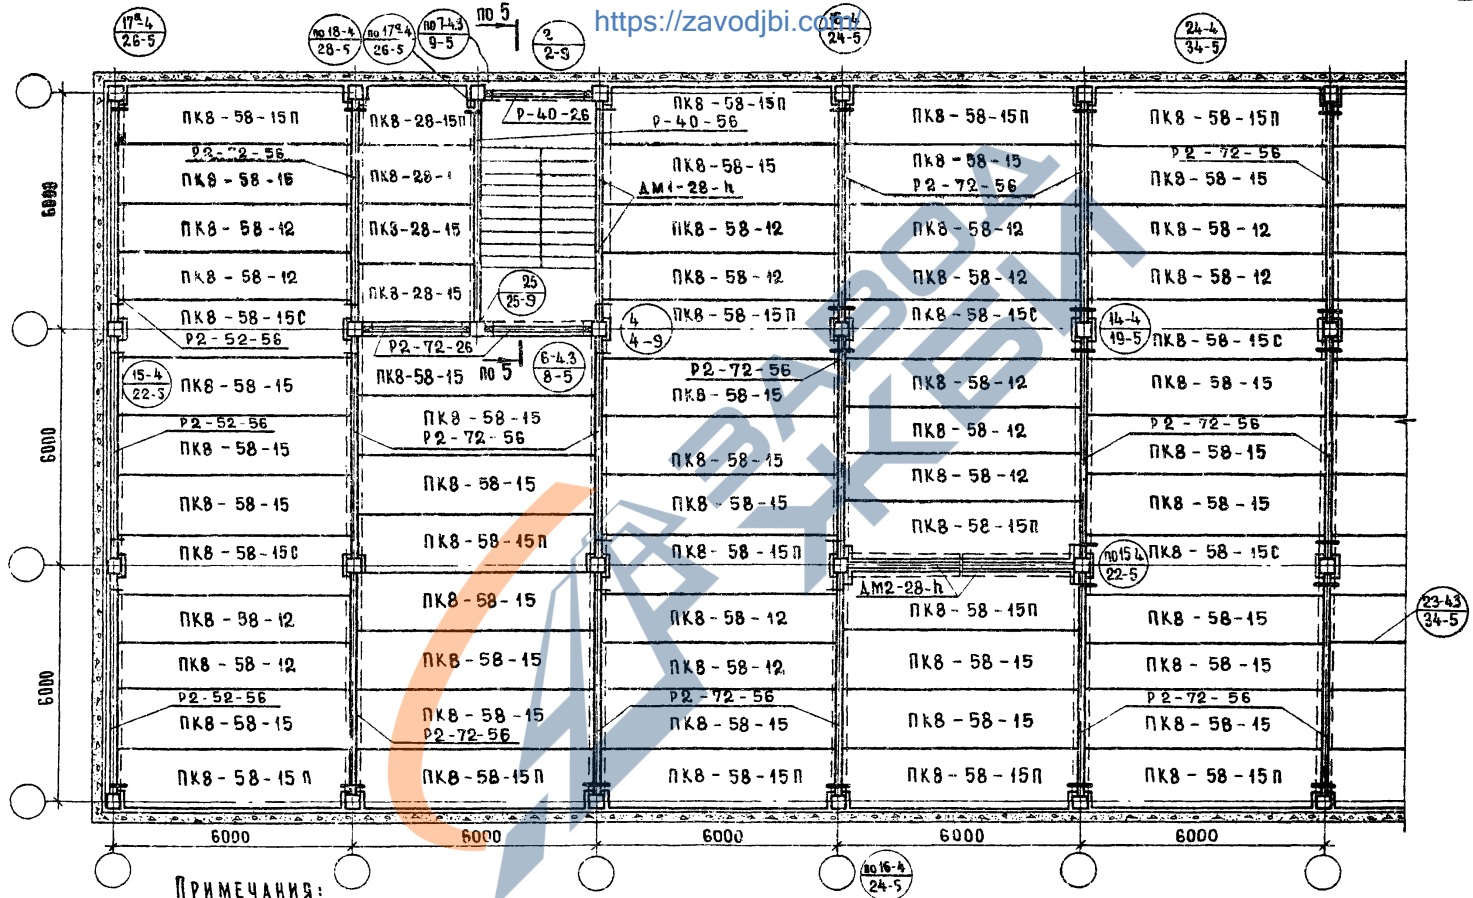 17ª-4
26-5
по 18-4
28-5
по 17ª-4
26-5
по 7-4.3
9-5
по 5
2
2-9
https://zavodjbi.com/
24-5
24-4
34-5
ПК8-58-15П
ПК8-28-15П
Р-40-26
Р-40-56
ПК8-58-15П
ПК8-58-15П
ПК8-58-15П
Р2-72-56
ПК8-58-15
ПК8-28-
ПК8-58-15
ДМ1-28-п
ПК8-58-15
Р2-72-56
Р2-72-56
ПК8-58-15
6000
ПК8-58-12
ПК8-28-15
ПК8-58-12
ПК8-58-12
ПК8-58-12
ПК8-58-12
ПК8-28-15
25
25-9
ПК8-58-12
ПК8-58-12
ПК8-58-12
ПК8-58-15С
Р2-52-56
Р2-72-26
по 5
4
4-9
ПК8-58-15П
ПК8-58-15С
14-4
19-5
ПК8-58-15С
15-4
22-5
ПК8-58-15
ПК8-58-15
6-4.3
8-5
Р2-72-56
ПК8-58-15
ПК8-58-12
ПК8-58-15
6000
Р2-52-56
ПК8-58-15
ПК8-58-15
Р2-72-56
ПК8-58-15
ПК8-58-12
Р2-72-56
ПК8-58-15
ПК8-58-15
ПК8-58-15
ПК8-58-15
ПК8-58-12
ПК8-58-15
ПК8-58-15С
ПК8-58-15П
ПК8-58-15П
ПК8-58-15П
ДМ2-28-п
по 15-4
22-5
ПК8-58-15С
ЗАВОД
ЖБИ
6000
ПК8-58-12
ПК8-58-15
ПК8-58-12
ПК8-58-15П
ПК8-58-15
23-4.3
34-5
ПК8-58-12
ПК8-58-15
ПК8-58-12
ПК8-58-15
ПК8-58-15
Р2-52-56
ПК8-58-15
ПК8-58-15
Р2-72-56
Р2-72-56
ПК8-58-15
ПК8-58-15
Р2-72-56
ПК8-58-15
ПК8-58-15П
ПК8-58-15П
ПК8-58-15П
ПК8-58-15П
ПК8-58-15П
6000
6000
6000
6000
6000
по 16-4
24-5
ПРИМЕЧАНИЯ: